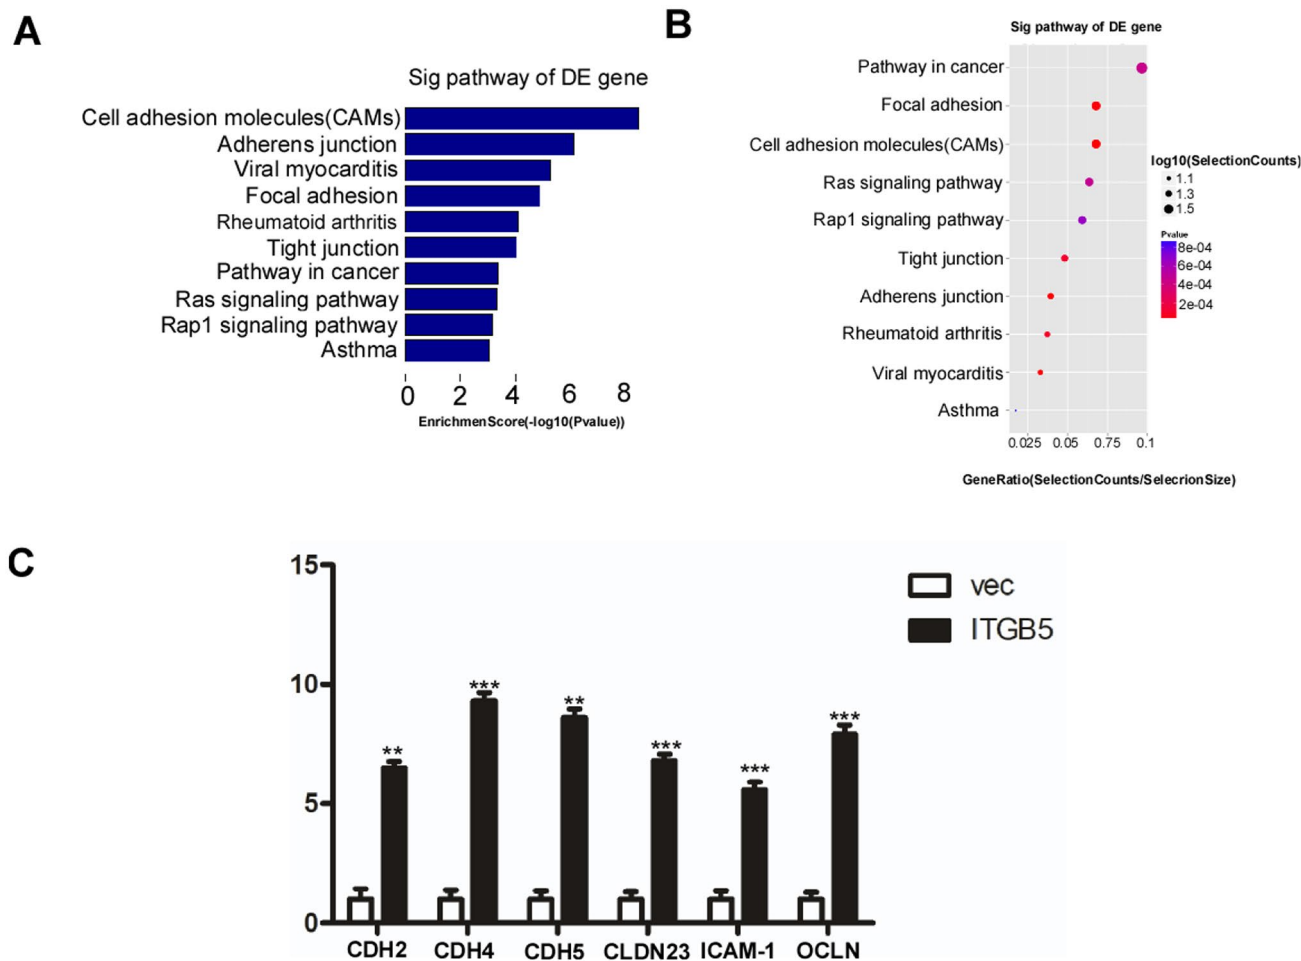 A
Sig pathway of DE gene
Cell adhesion molecules(CAMs)
Adherens junction
Viral myocarditis
Focal adhesion
Rheumatoid arthritis
Tight junction
Pathway in cancer
Ras signaling pathway
Rap1 signaling pathway
Asthma
0 2 4 6 8
EnrichmenScore(-log10(Pvalue))
B
Sig pathway of DE gene
Pathway in cancer
Focal adhesion
Cell adhesion molecules(CAMs)
Ras signaling pathway
Rap1 signaling pathway
Tight junction
Adherens junction
Rheumatoid arthritis
Viral myocarditis
Asthma
0.025 0.05 0.75 0.1
GeneRatio(SelectionCounts/SelecrionSize)
log10(SelectionCounts)
1.1
1.3
1.5
Pvalue
8e-04
6e-04
4e-04
2e-04
C
15
10
5
0
** *** ** *** *** ***
CDH2 CDH4 CDH5 CLDN23 ICAM-1 OCLN
vec
ITGB5